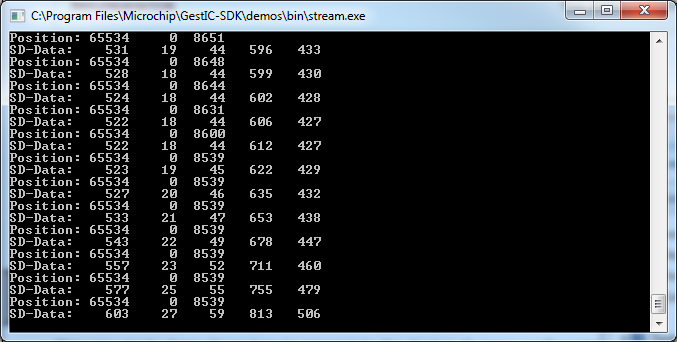 C:\Program Files\Microchip\GestIC-SDK\demos\bin\stream.exe
Position: 65534 0 8651
SD-Data: 531 19 44 596 433
Position: 65534 0 8648
SD-Data: 528 18 44 599 430
Position: 65534 0 8644
SD-Data: 524 18 44 602 428
Position: 65534 0 8631
SD-Data: 522 18 44 606 427
Position: 65534 0 8600
SD-Data: 522 18 44 612 427
Position: 65534 0 8539
SD-Data: 523 19 45 622 429
Position: 65534 0 8539
SD-Data: 527 20 46 635 432
Position: 65534 0 8539
SD-Data: 533 21 47 653 438
Position: 65534 0 8539
SD-Data: 543 22 49 678 447
Position: 65534 0 8539
SD-Data: 557 23 52 711 460
Position: 65534 0 8539
SD-Data: 577 25 55 755 479
Position: 65534 0 8539
SD-Data: 603 27 59 813 506